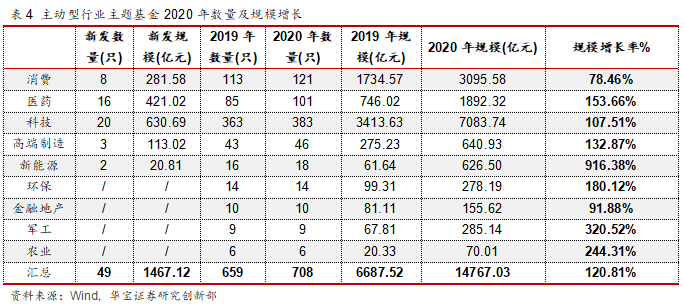 表 4 主动型行业主题基金 2020 年数量及规模增长
新发数量(只) 新发规模(亿元) 2019 年数量(只) 2020 年数量(只) 2019 年规模(亿元) 2020 年规模(亿元) 规模增长率%
消费 8 281.58 113 121 1734.57 3095.58 78.46%
医药 16 421.02 85 101 746.02 1892.32 153.66%
科技 20 630.69 363 383 3413.63 7083.74 107.51%
高端制造 3 113.02 43 46 275.23 640.93 132.87%
新能源 2 20.81 16 18 61.64 626.50 916.38%
环保 / / 14 14 99.31 278.19 180.12%
金融地产 / / 10 10 81.11 155.62 91.88%
军工 / / 9 9 67.81 285.14 320.52%
农业 / / 6 6 20.33 70.01 244.31%
汇总 49 1467.12 659 708 6687.52 14767.03 120.81%
资料来源：Wind, 华宝证券研究创新部